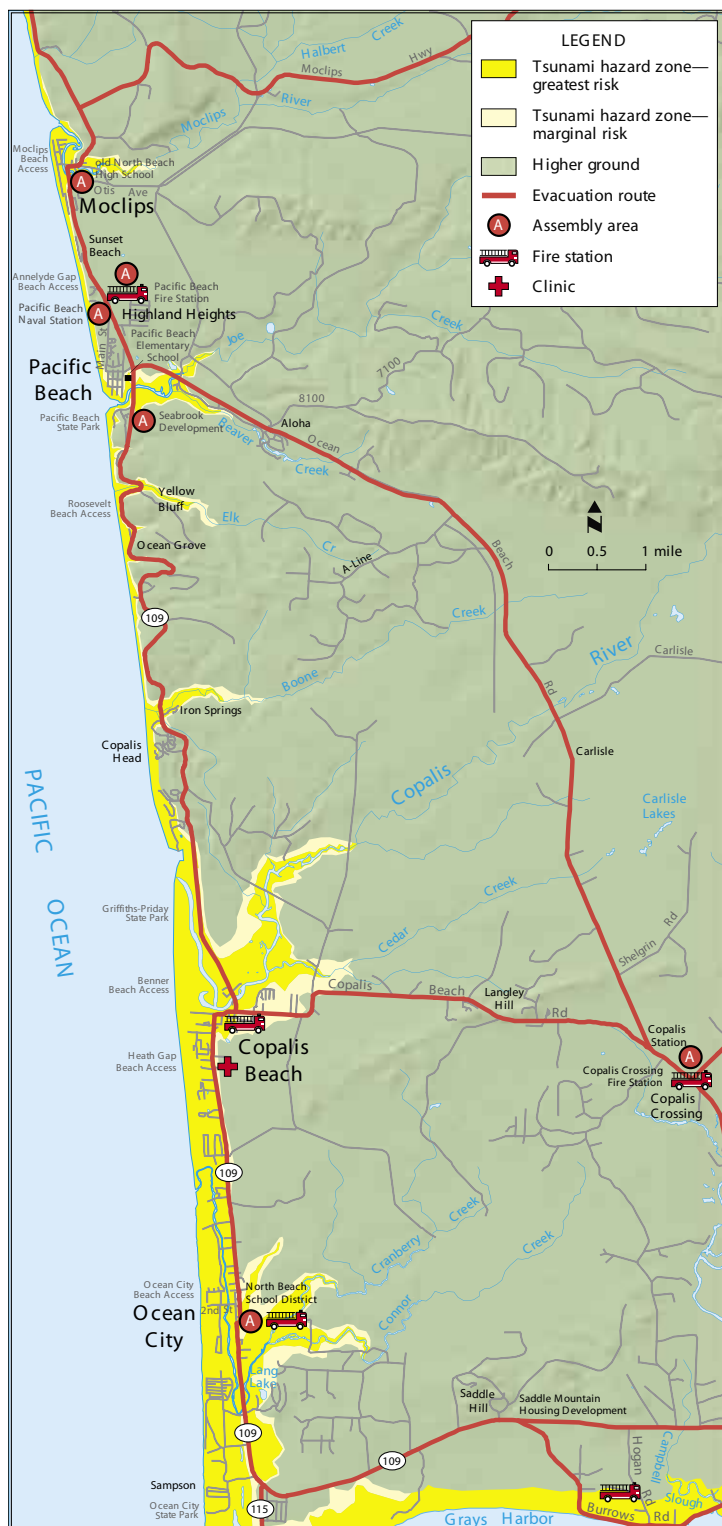 LEGEND
Tsunami hazard zone—
greatest risk
Tsunami hazard zone—
marginal risk
Higher ground
Evacuation route
A
Assembly area
Fire station
Clinic
Halbert
Creek
Moclips
Hwy
River
Moclips
Moclips
Beach
Access
old North Beach
High School
A
Otis Ave
Moclips
Sunset
Beach
A
Annelyde Gap
Beach Access
Pacific Beach
Fire Station
Pacific Beach
Naval Station
A
Highland Heights
Creek
Main St
Pacific Beach
Elementary
School
Joe
Pacific
Beach
7100
8100
Pacific Beach
State Park
A
Seabrook
Development
Beaver
Creek
Aloha
Ocean
Yellow
Bluff
Roosevelt
Beach Access
Elk
Cr
Ocean Grove
A-Line
Beach
N
0 0.5 1 mile
109
Creek
Boone
River
Carlisle
Rd
Iron Springs
Copalis
Head
Carlisle
Copalis
Carlisle
Lakes
PACIFIC
OCEAN
Griffiths-Priday
State Park
Creek
Cedar
Shelgrin Rd
Benner
Beach Access
Copalis
Beach
Langley
Hill
Rd
Copalis
Station
A
Heath Gap
Beach Access
Copalis
Beach
Copalis Crossing
Fire Station
Copalis
Crossing
109
Creek
Cranberry
Creek
Connor
Ocean City
Beach Access
North Beach
School District
2nd St
A
Ocean
City
Lang
Lake
Saddle
Hill
Saddle Mountain
Housing Development
109
109
Hogan
Rd
Campbell
Slough
Sampson
Ocean City
State Park
115
Burrows
Rd
Grays Harbor